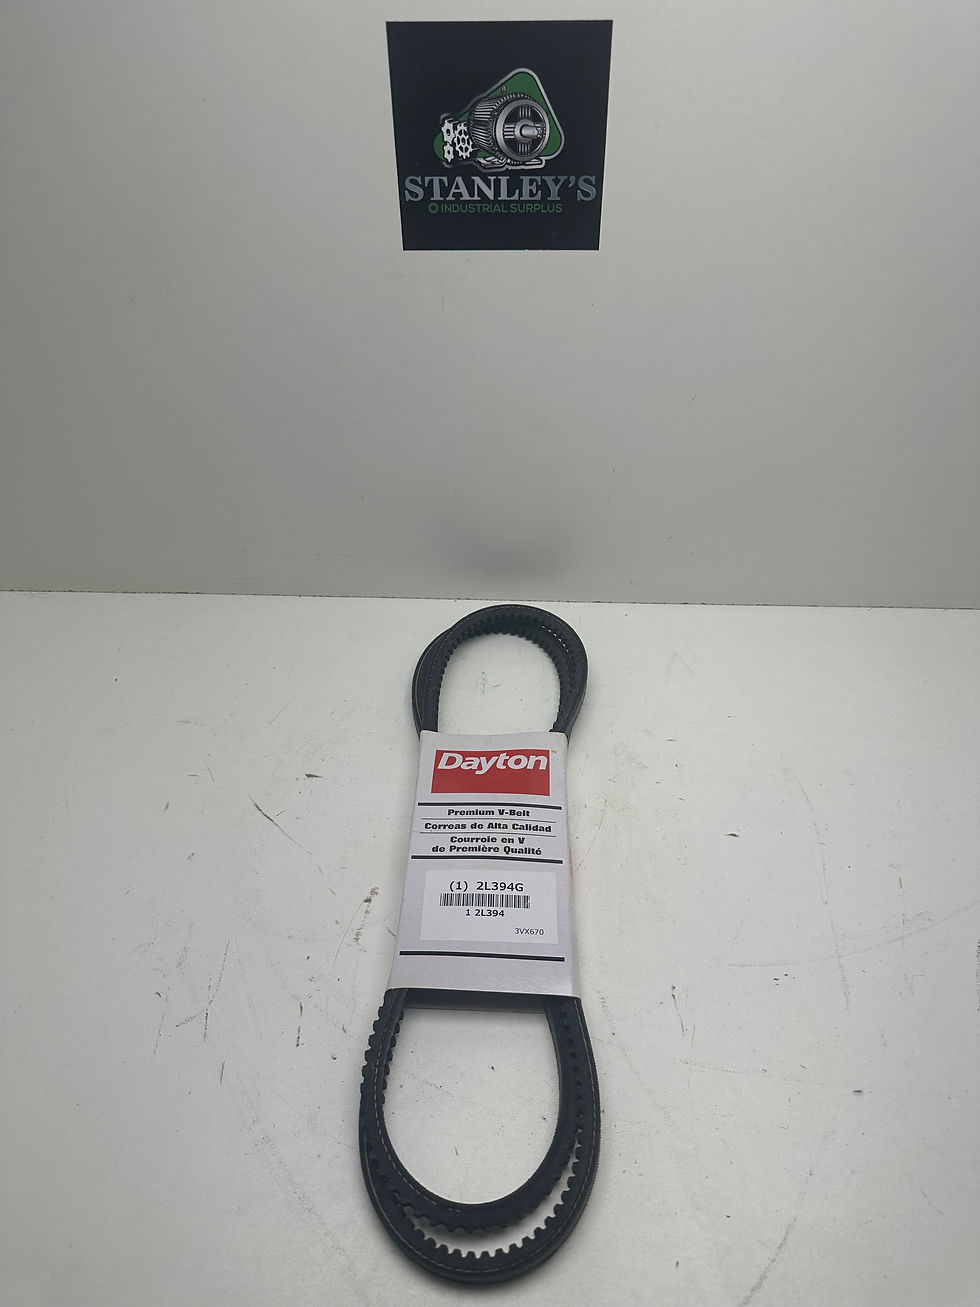 STANLEY'S
INDUSTRIAL SURPLUS
Dayton™
Premium V-Belt
Correas de Alta Calidad
Courroie en V
de Première Qualité
(1) 2L394G
1 2L394
3VX670